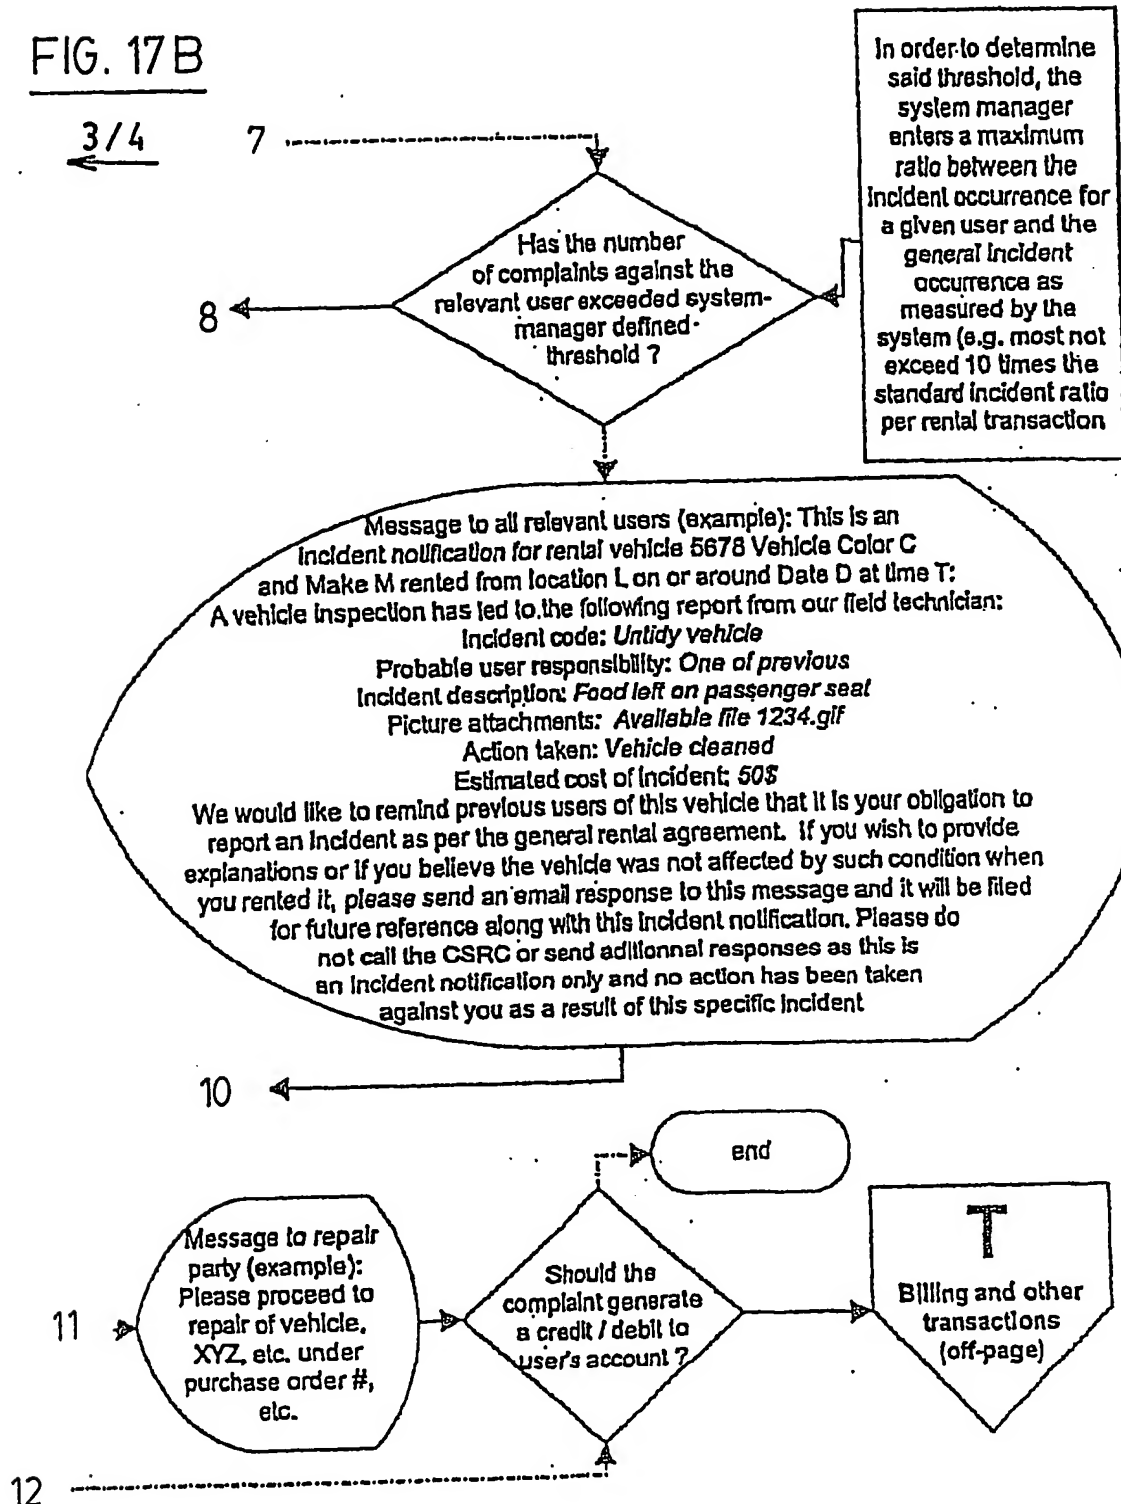 FIG. 17B
3/4
7
In order to determine
said threshold, the
system manager
enters a maximum
ratio between the
incident occurrence for
a given user and the
general incident
occurrence as
measured by the
system (e.g. most not
exceed 10 times the
standard incident ratio
per rental transaction
Has the number
of complaints against the
relevant user exceeded system-
manager defined-
threshold ?
8
Message to all relevant users (example): This is an
incident notification for rental vehicle 5678 Vehicle Color C
and Make M rented from location L on or around Date D at time T:
A vehicle inspection has led to the following report from our field technician:
Incident code: Untidy vehicle
Probable user responsibility: One of previous
Incident description: Food left on passenger seat
Picture attachments: Available file 1234.gif
Action taken: Vehicle cleaned
Estimated cost of incident: 50$
We would like to remind previous users of this vehicle that it is your obligation to
report an incident as per the general rental agreement. If you wish to provide
explanations or if you believe the vehicle was not affected by such condition when
you rented it, please send an email response to this message and it will be filed
for future reference along with this incident notification. Please do
not call the CSRC or send aditionnal responses as this is
an incident notification only and no action has been taken
against you as a result of this specific incident
10
end
Message to repair
party (example):
Please proceed to
repair of vehicle,
XYZ, etc. under
purchase order #,
etc.
11
Should the
complaint generate
a credit / debit to
user's account ?
T
Billing and other
transactions
(off-page)
12